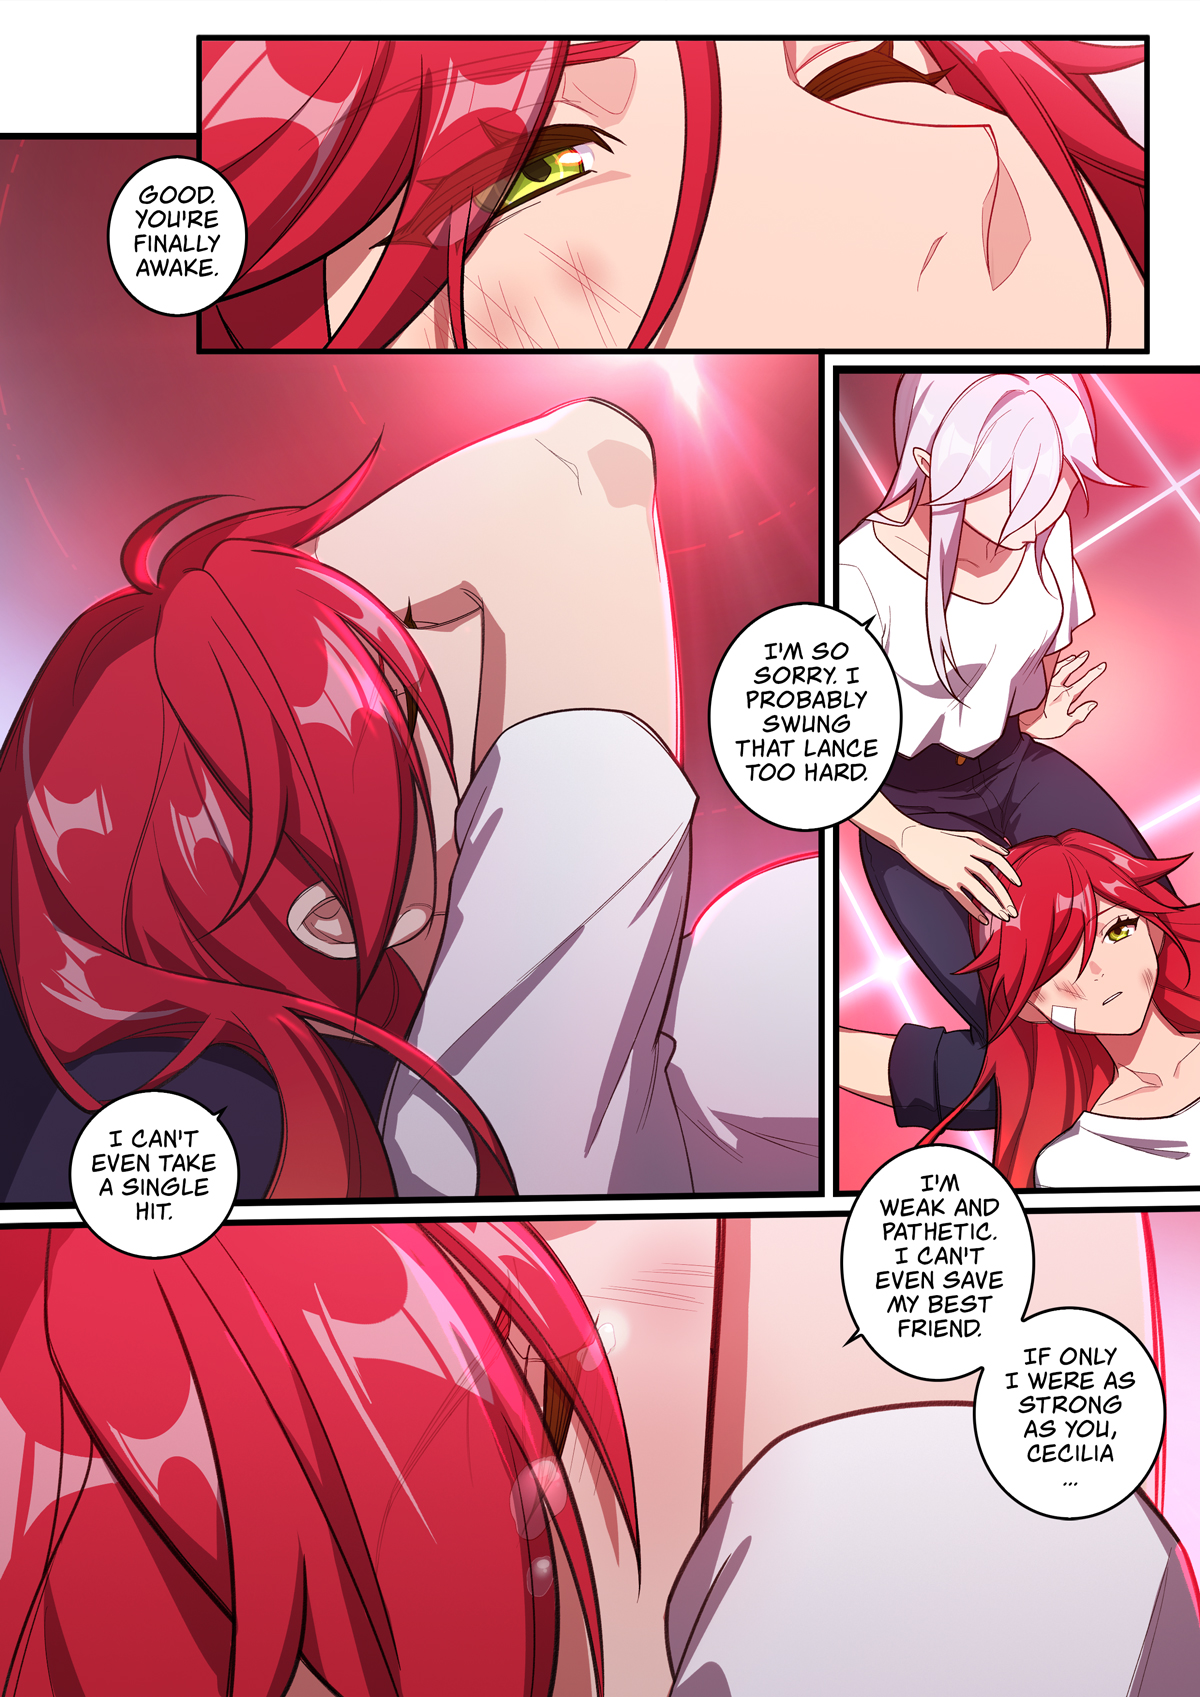 GOOD.
YOU'RE
FINALLY
AWAKE.
I'M SO
SORRY. I
PROBABLY
SWUNG
THAT LANCE
TOO HARD.
I CAN'T
EVEN TAKE
A SINGLE
HIT.
I'M
WEAK AND
PATHETIC.
I CAN'T
EVEN SAVE
MY BEST
FRIEND.
IF ONLY
I WERE AS
STRONG
AS YOU,
CECILIA
...